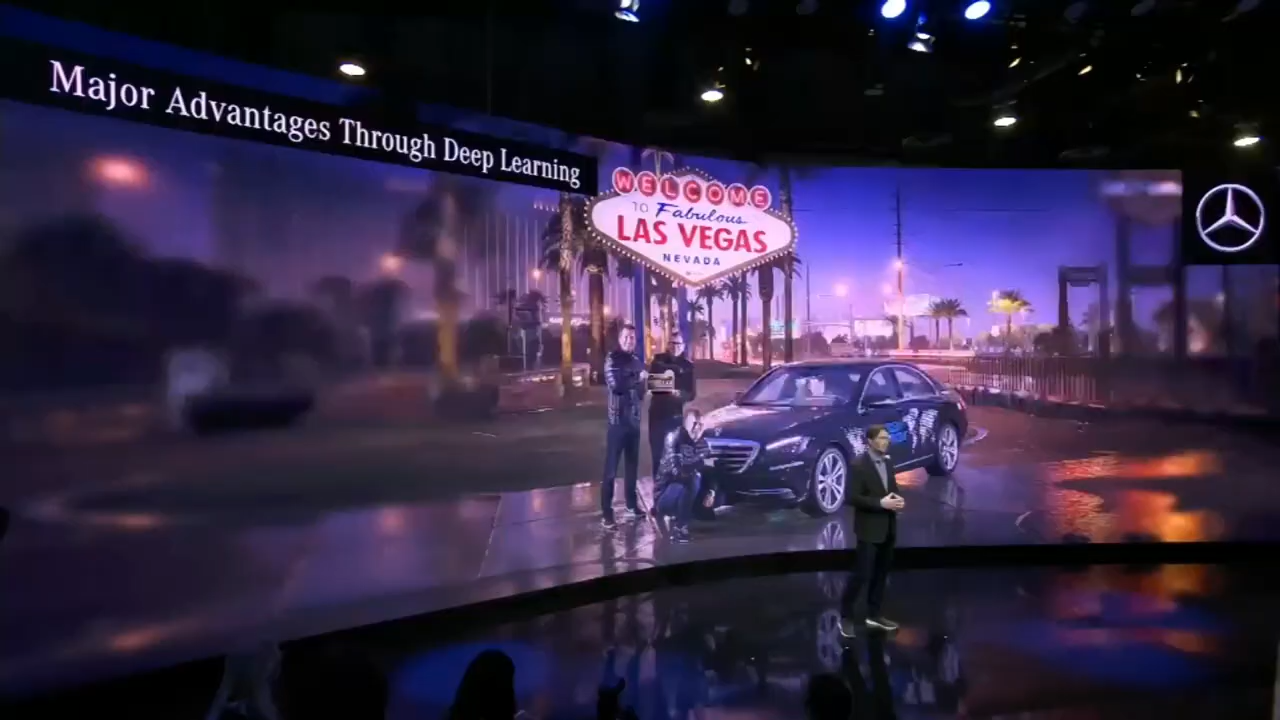 Major Advantages Through Deep Learning
WELCOME
TO Fabulous
LAS VEGAS
NEVADA